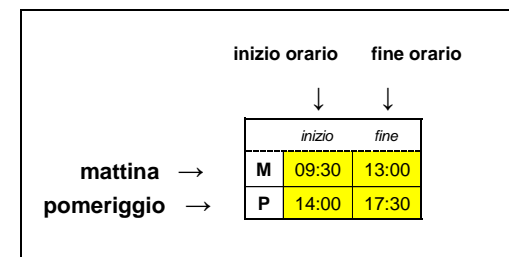 inizio orario fine orario
↓ ↓
inizio fine
mattina → M 09:30 13:00
pomeriggio → P 14:00 17:30